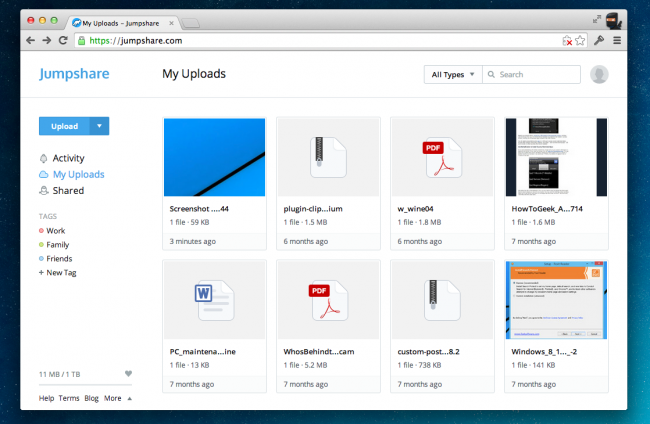 My Uploads – Jumpshare
https://jumpshare.com
Jumpshare
My Uploads
All Types
Search
Upload
Activity
My Uploads
Shared
TAGS
Work
Family
Friends
+ New Tag
11 MB / 1 TB
Help Terms Blog More
Screenshot ....44
1 file · 59 KB
3 minutes ago
plugin-clip...ium
1 file · 1.5 MB
6 months ago
PDF
w_wine04
1 file · 1.8 MB
6 months ago
HowToGeek_A...714
1 file · 1.6 MB
7 months ago
W
PC_maintena...ine
1 file · 13 KB
7 months ago
PDF
WhosBehindt...cam
1 file · 5.2 MB
7 months ago
custom-post...8.2
1 file · 738 KB
7 months ago
Windows_8_1..._-2
1 file · 141 KB
7 months ago